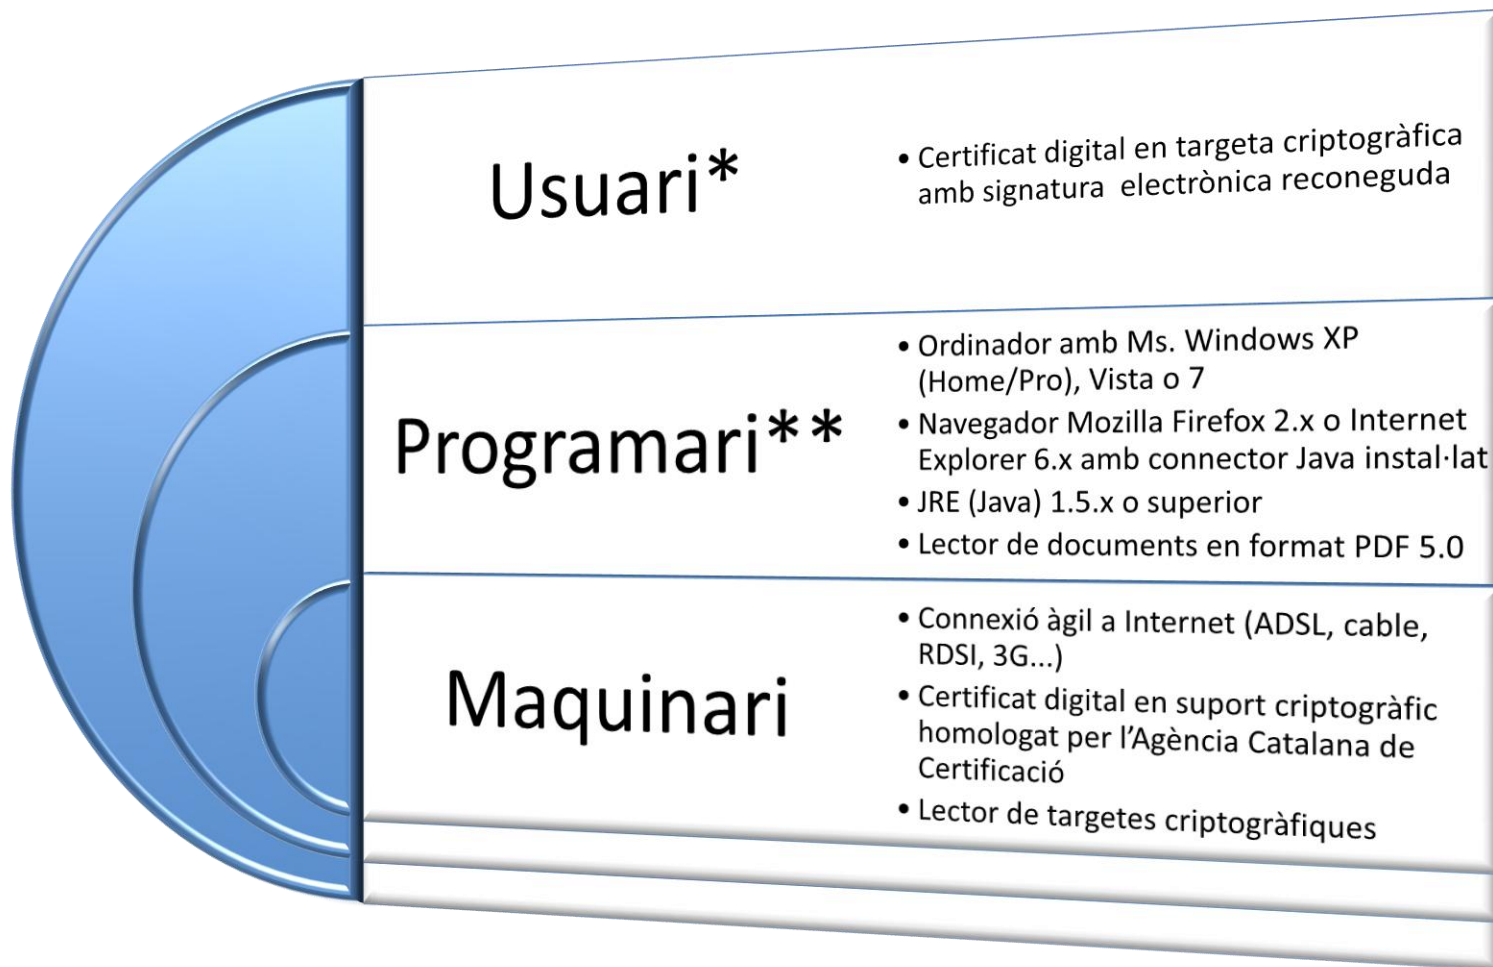 Usuari*
• Certificat digital en targeta criptogràfica
amb signatura electrònica reconeguda
Programari**
• Ordinador amb Ms. Windows XP
(Home/Pro), Vista o 7
• Navegador Mozilla Firefox 2.x o Internet
Explorer 6.x amb connector Java instal·lat
• JRE (Java) 1.5.x o superior
• Lector de documents en format PDF 5.0
Maquinari
• Connexió àgil a Internet (ADSL, cable,
RDSI, 3G...)
• Certificat digital en suport criptogràfic
homologat per l’Agència Catalana de
Certificació
• Lector de targetes criptogràfiques